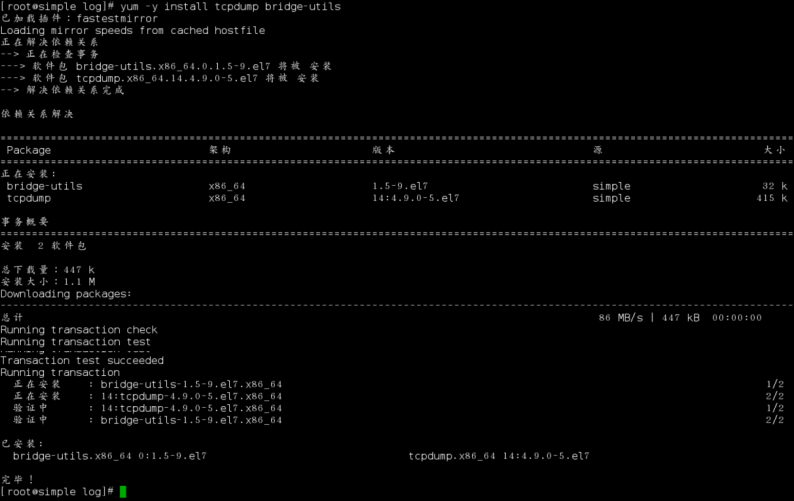 [root@simple log]# yum -y install tcpdump bridge-utils
已加载插件：fastestmirror
Loading mirror speeds from cached hostfile
正在解决依赖关系
--> 正在检查事务
---> 软件包 bridge-utils.x86_64.0.1.5-9.el7 将被 安装
---> 软件包 tcpdump.x86_64.14.4.9.0-5.el7 将被 安装
--> 解决依赖关系完成
依赖关系解决
================================================================================
Package 架构 版本 源 大小
================================================================================
正在安装:
bridge-utils x86_64 1.5-9.el7 simple 32 k
tcpdump x86_64 14:4.9.0-5.el7 simple 415 k
事务概要
================================================================================
安装 2 软件包
总下载量：447 k
安装大小：1.1 M
Downloading packages:
--------------------------------------------------------------------------------
总计 86 MB/s | 447 kB 00:00:00
Running transaction check
Running transaction test
Transaction test succeeded
Running transaction
正在安装 : bridge-utils-1.5-9.el7.x86_64 1/2
正在安装 : 14:tcpdump-4.9.0-5.el7.x86_64 2/2
验证中 : 14:tcpdump-4.9.0-5.el7.x86_64 1/2
验证中 : bridge-utils-1.5-9.el7.x86_64 2/2
已安装:
bridge-utils.x86_64 0:1.5-9.el7 tcpdump.x86_64 14:4.9.0-5.el7
完毕！
[root@simple log]#